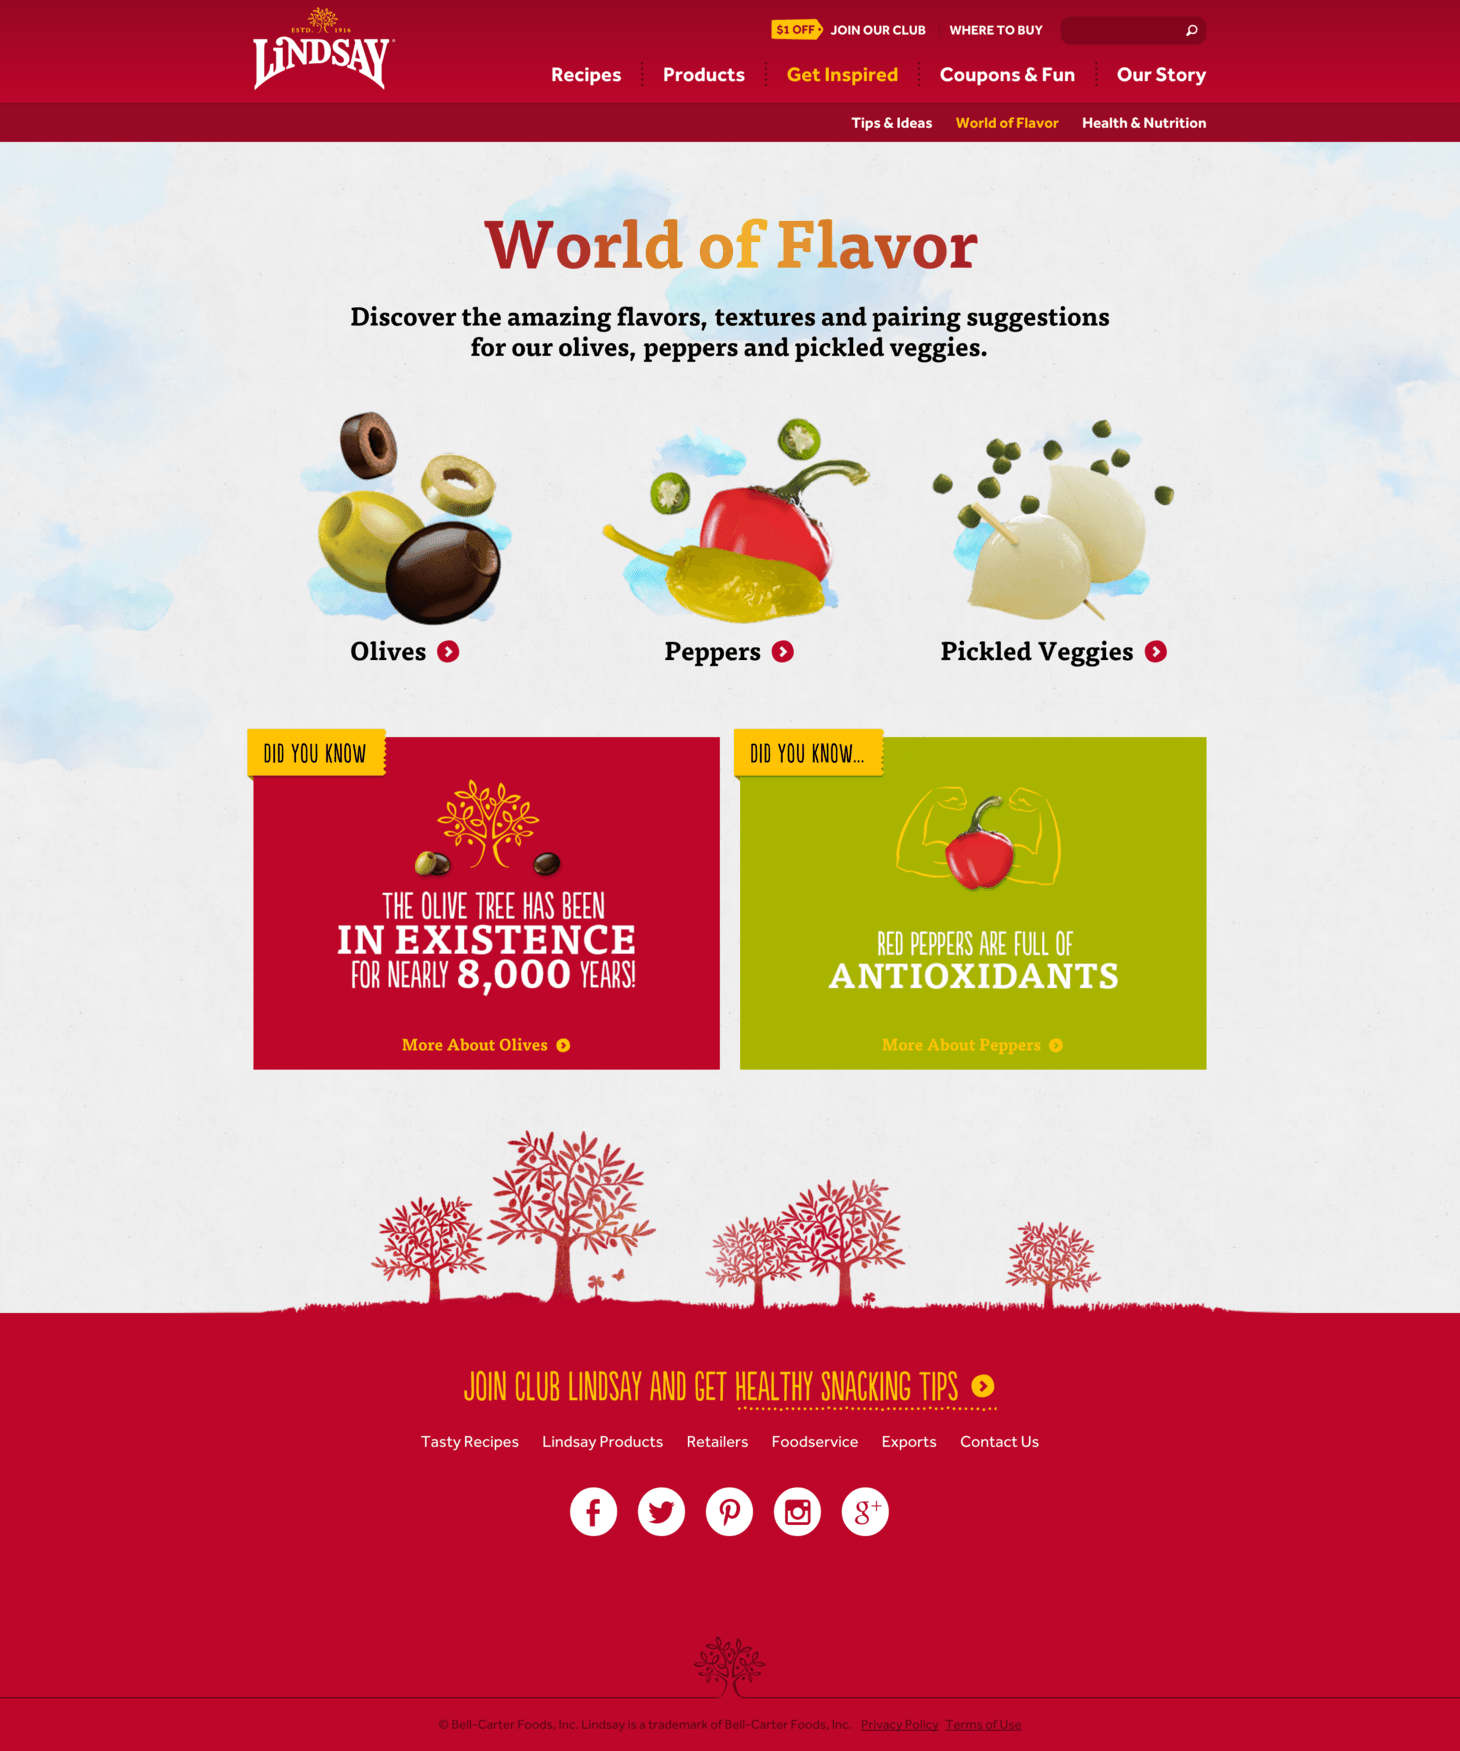 ESTD. 1916
LINDSAY®
$1 OFF JOIN OUR CLUB WHERE TO BUY
Recipes Products Get Inspired Coupons & Fun Our Story
Tips & Ideas World of Flavor Health & Nutrition
World of Flavor
Discover the amazing flavors, textures and pairing suggestions
for our olives, peppers and pickled veggies.
Olives Peppers Pickled Veggies
DID YOU KNOW
THE OLIVE TREE HAS BEEN
IN EXISTENCE
FOR NEARLY 8,000 YEARS!
More About Olives
DID YOU KNOW...
RED PEPPERS ARE FULL OF
ANTIOXIDANTS
More About Peppers
JOIN CLUB LINDSAY AND GET HEALTHY SNACKING TIPS
Tasty Recipes Lindsay Products Retailers Foodservice Exports Contact Us
g+
© Bell-Carter Foods, Inc. Lindsay is a trademark of Bell-Carter Foods, Inc. Privacy Policy Terms of Use